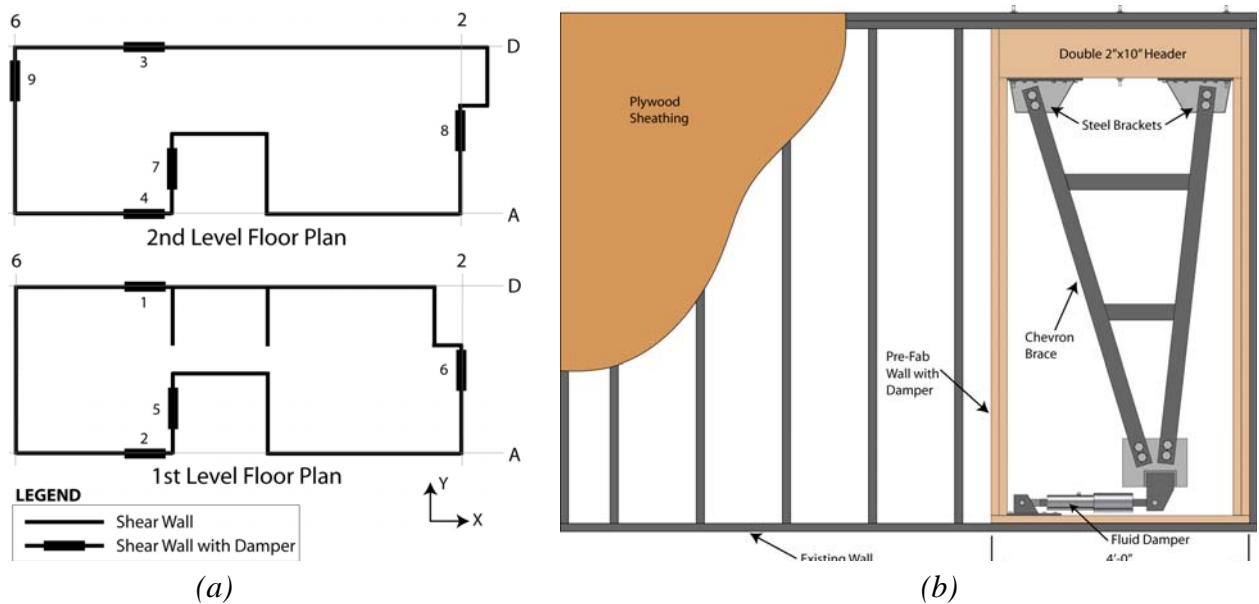 6
2
D
3
9
8
7
4
A
2nd Level Floor Plan
6
2
D
1
6
5
2
A
1st Level Floor Plan
LEGEND
Shear Wall
Shear Wall with Damper
Y
X
(a)
Double 2"x10" Header
Plywood
Sheathing
Steel Brackets
Chevron
Brace
Pre-Fab
Wall with
Damper
Fluid Damper
Existing Wall
4'-0"
(b)